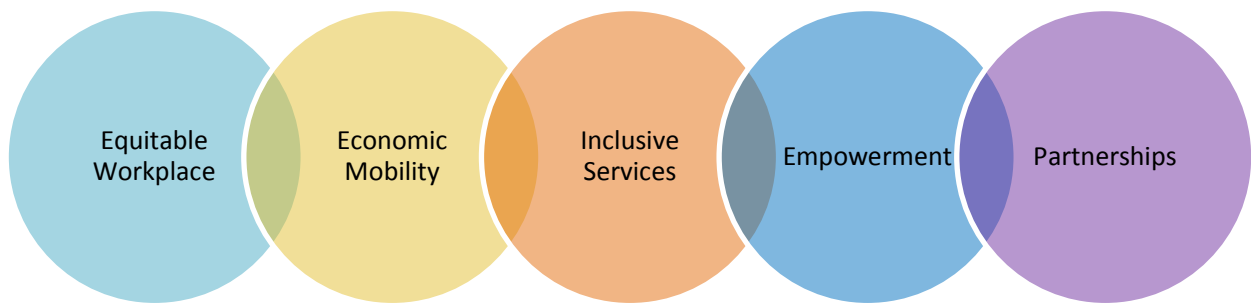 Equitable
Workplace
Economic
Mobility
Inclusive
Services
Empowerment
Partnerships